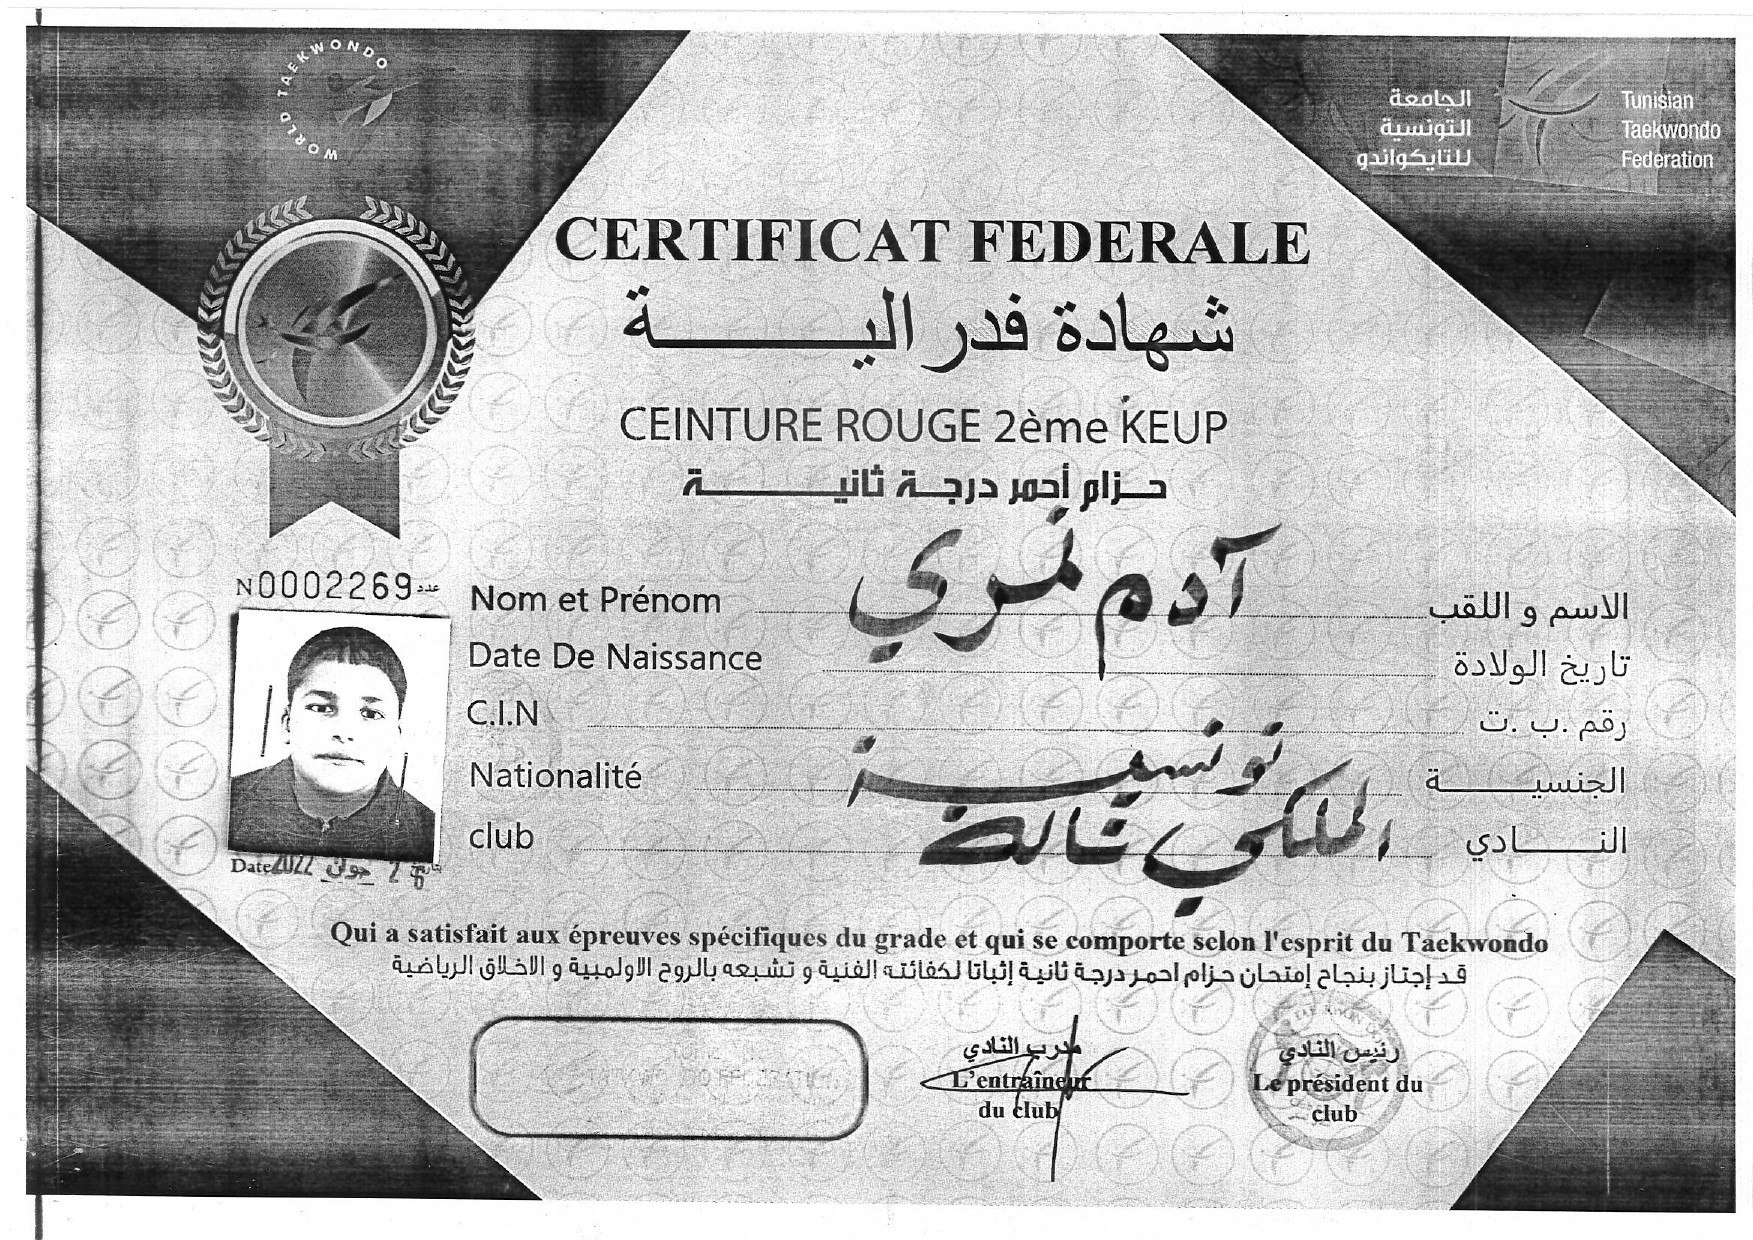 WORLD TAEKWONDO
الجامعة
التونسية
للتايكواندو
Tunisian
Taekwondo
Federation
CERTIFICAT FEDERALE
شهادة فدرالية
CEINTURE ROUGE 2ème KEUP
حزام أحمر درجة ثانية
N0002269 عدد
Nom et Prénom آدم نمري الاسم و اللقب
Date De Naissance تاريخ الولادة
C.I.N رقم .ب. ت
Nationalité تونسية الجنسية
club الملكي تالة النادي
Date 2022 جوان
Qui a satisfait aux épreuves spécifiques du grade et qui se comporte selon l'esprit du Taekwondo
قد إجتاز بنجاح إمتحان حزام احمر درجة ثانية إثباتا لكفائته الفنية و تشبعه بالروح الاولمبية و الاخلاق الرياضية
مدرب النادي
L'entraîneur
du club
رئيس النادي
Le président du
club